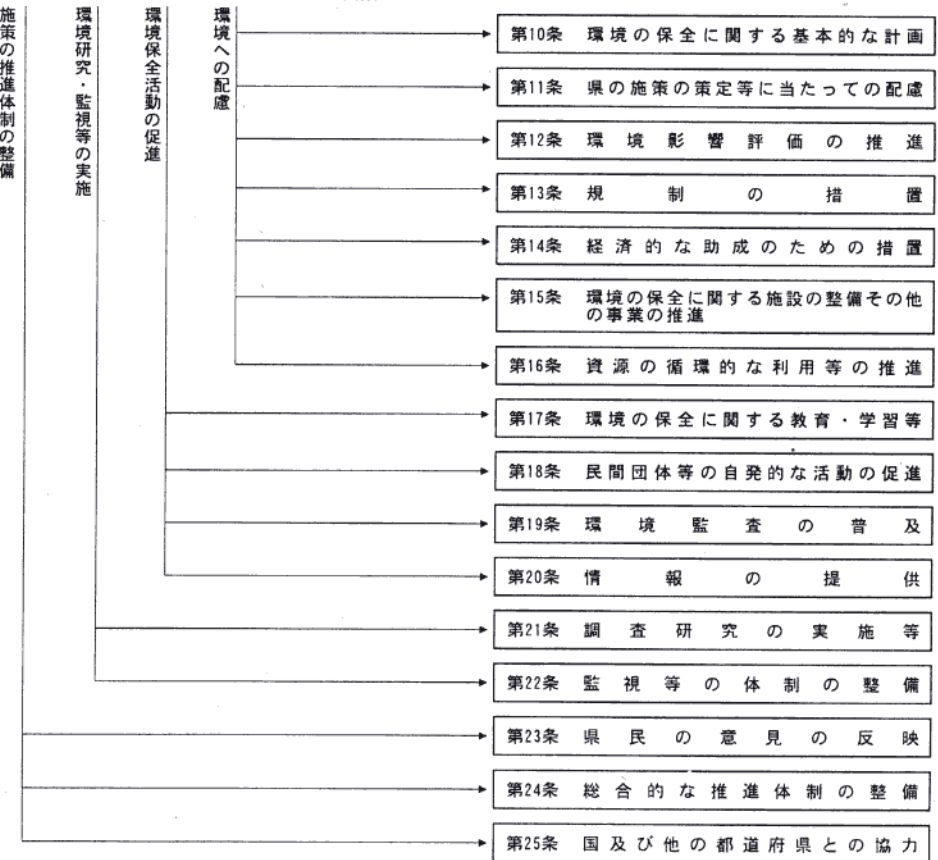 施策の推進体制の整備
環境研究・監視等の実施
環境保全活動の促進
環境への配慮
第10条 環境の保全に関する基本的な計画
第11条 県の施策の策定等に当たっての配慮
第12条 環境影響評価の推進
第13条 規制の措置
第14条 経済的な助成のための措置
第15条 環境の保全に関する施設の整備その他
の事業の推進
第16条 資源の循環的な利用等の推進
第17条 環境の保全に関する教育・学習等
第18条 民間団体等の自発的な活動の促進
第19条 環境監査の普及
第20条 情報の提供
第21条 調査研究の実施等
第22条 監視等の体制の整備
第23条 県民の意見の反映
第24条 総合的な推進体制の整備
第25条 国及び他の都道府県との協力